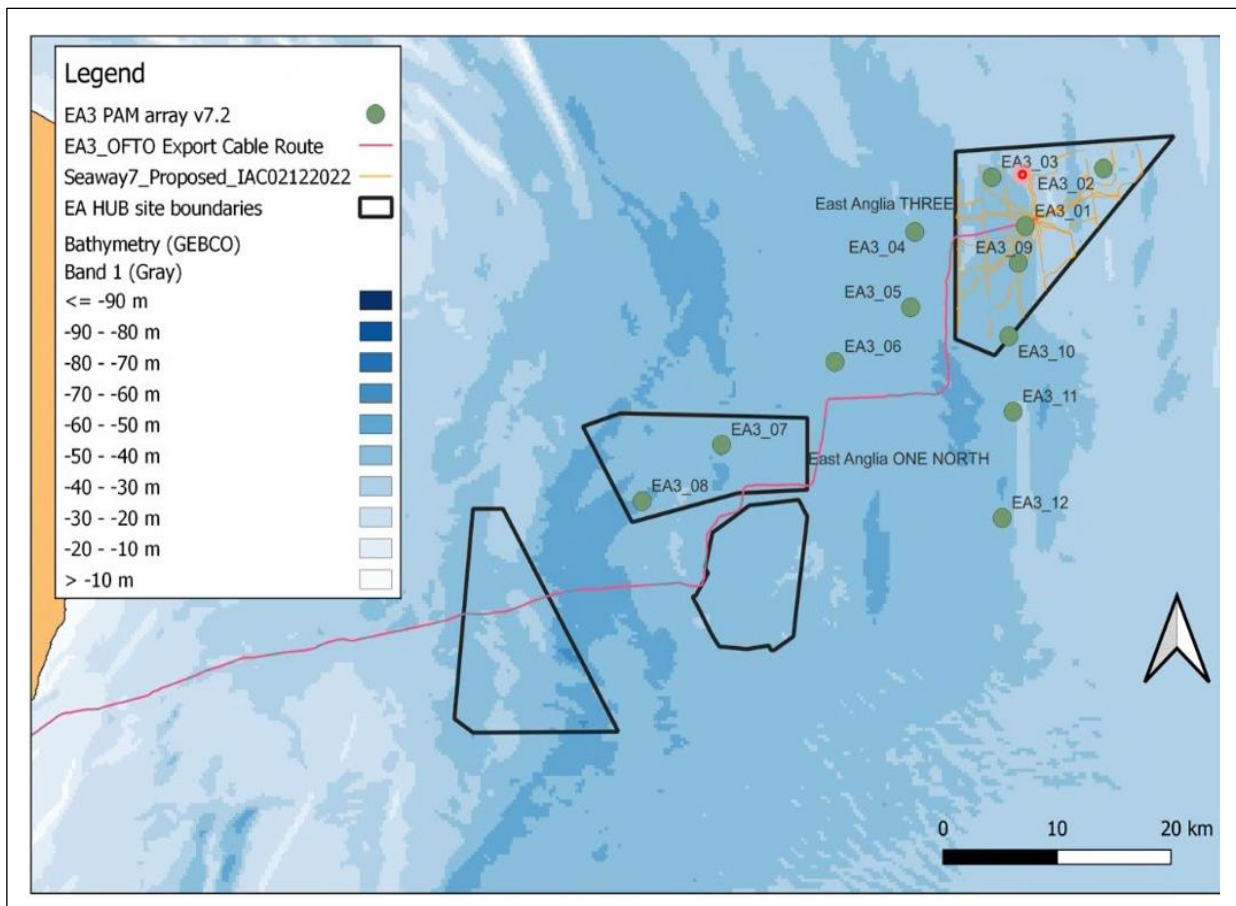 Legend
EA3 PAM array v7.2
EA3_OFTO Export Cable Route
Seaway7_Proposed_IAC02122022
EA HUB site boundaries
Bathymetry (GEBCO)
Band 1 (Gray)
<= -90 m
-90 - -80 m
-80 - -70 m
-70 - -60 m
-60 - -50 m
-50 - -40 m
-40 - -30 m
-30 - -20 m
-20 - -10 m
> -10 m
EA3_03
EA3_02
East Anglia THREE
EA3_01
EA3_04
EA3_09
EA3_05
EA3_06
EA3_10
EA3_11
EA3_07
East Anglia ONE NORTH
EA3_08
EA3_12
0 10 20 km